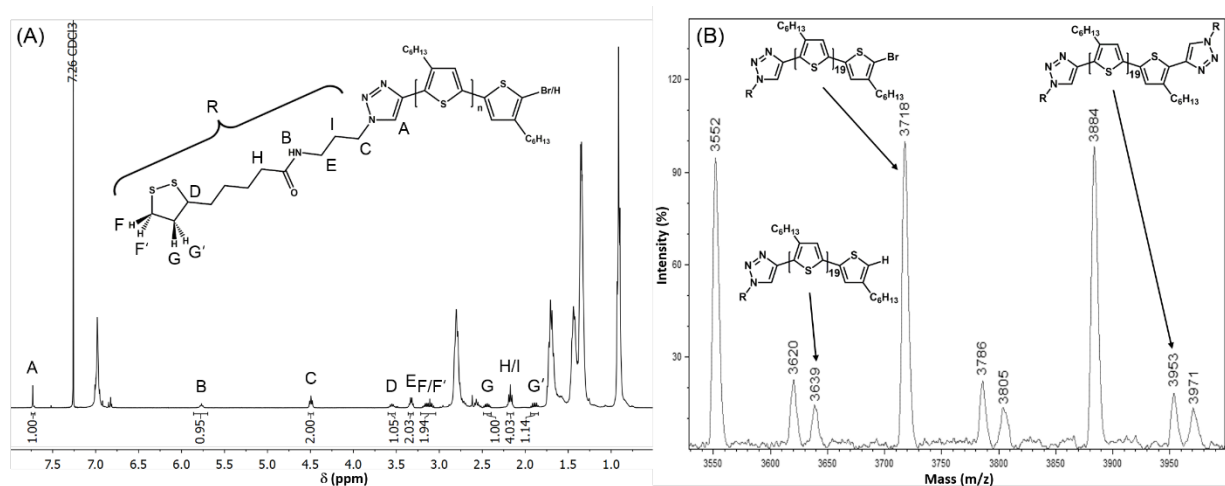 (A)
7.26 CDCl3
R
C₆H₁₃
N=N
N
S
n
S
Br/H
C₆H₁₃
A
B
H
N
I
E
C
H
O
S-S
D
F
H
H
F'
H
H
G
G'
A
B
C
D
E
F/F'
G
H/I
G'
1.00
0.95
2.00
1.05
2.03
1.94
1.00
4.03
1.14
7.5 7.0 6.5 6.0 5.5 5.0 4.5 4.0 3.5 3.0 2.5 2.0 1.5 1.0
δ (ppm)
(B)
C₆H₁₃
N=N
N
R
S
19
S
Br
C₆H₁₃
C₆H₁₃
N=N
N
R
S
19
S
C₆H₁₃
R
N
N
N
C₆H₁₃
N=N
N
R
S
19
S
H
C₆H₁₃
3552
3620
3639
3718
3786
3805
3884
3953
3971
120
90
60
30
Intensity (%)
3550 3600 3650 3700 3750 3800 3850 3900 3950
Mass (m/z)